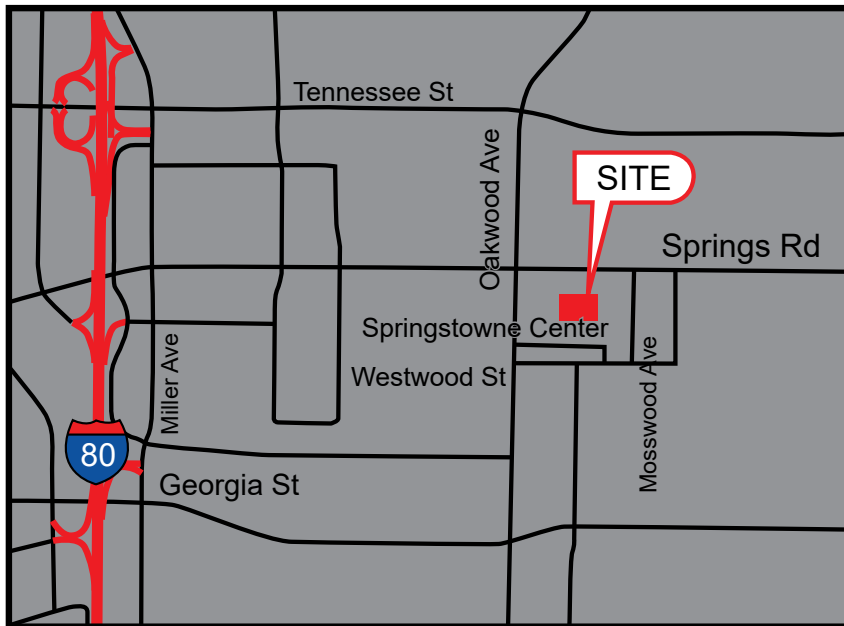 Tennessee St
Oakwood Ave
SITE
Springs Rd
Springstowne Center
Miller Ave
Westwood St
Mosswood Ave
80
Georgia St